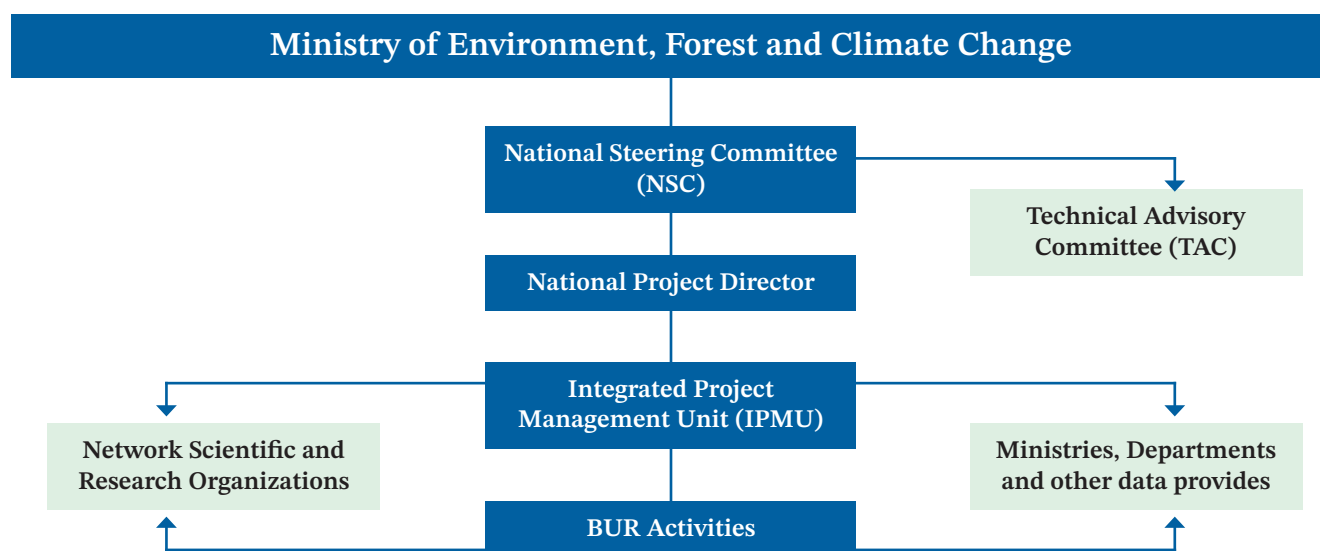 Ministry of Environment, Forest and Climate Change
National Steering Committee
(NSC)
Technical Advisory
Committee (TAC)
National Project Director
Integrated Project
Management Unit (IPMU)
Network Scientific and
Research Organizations
Ministries, Departments
and other data provides
BUR Activities